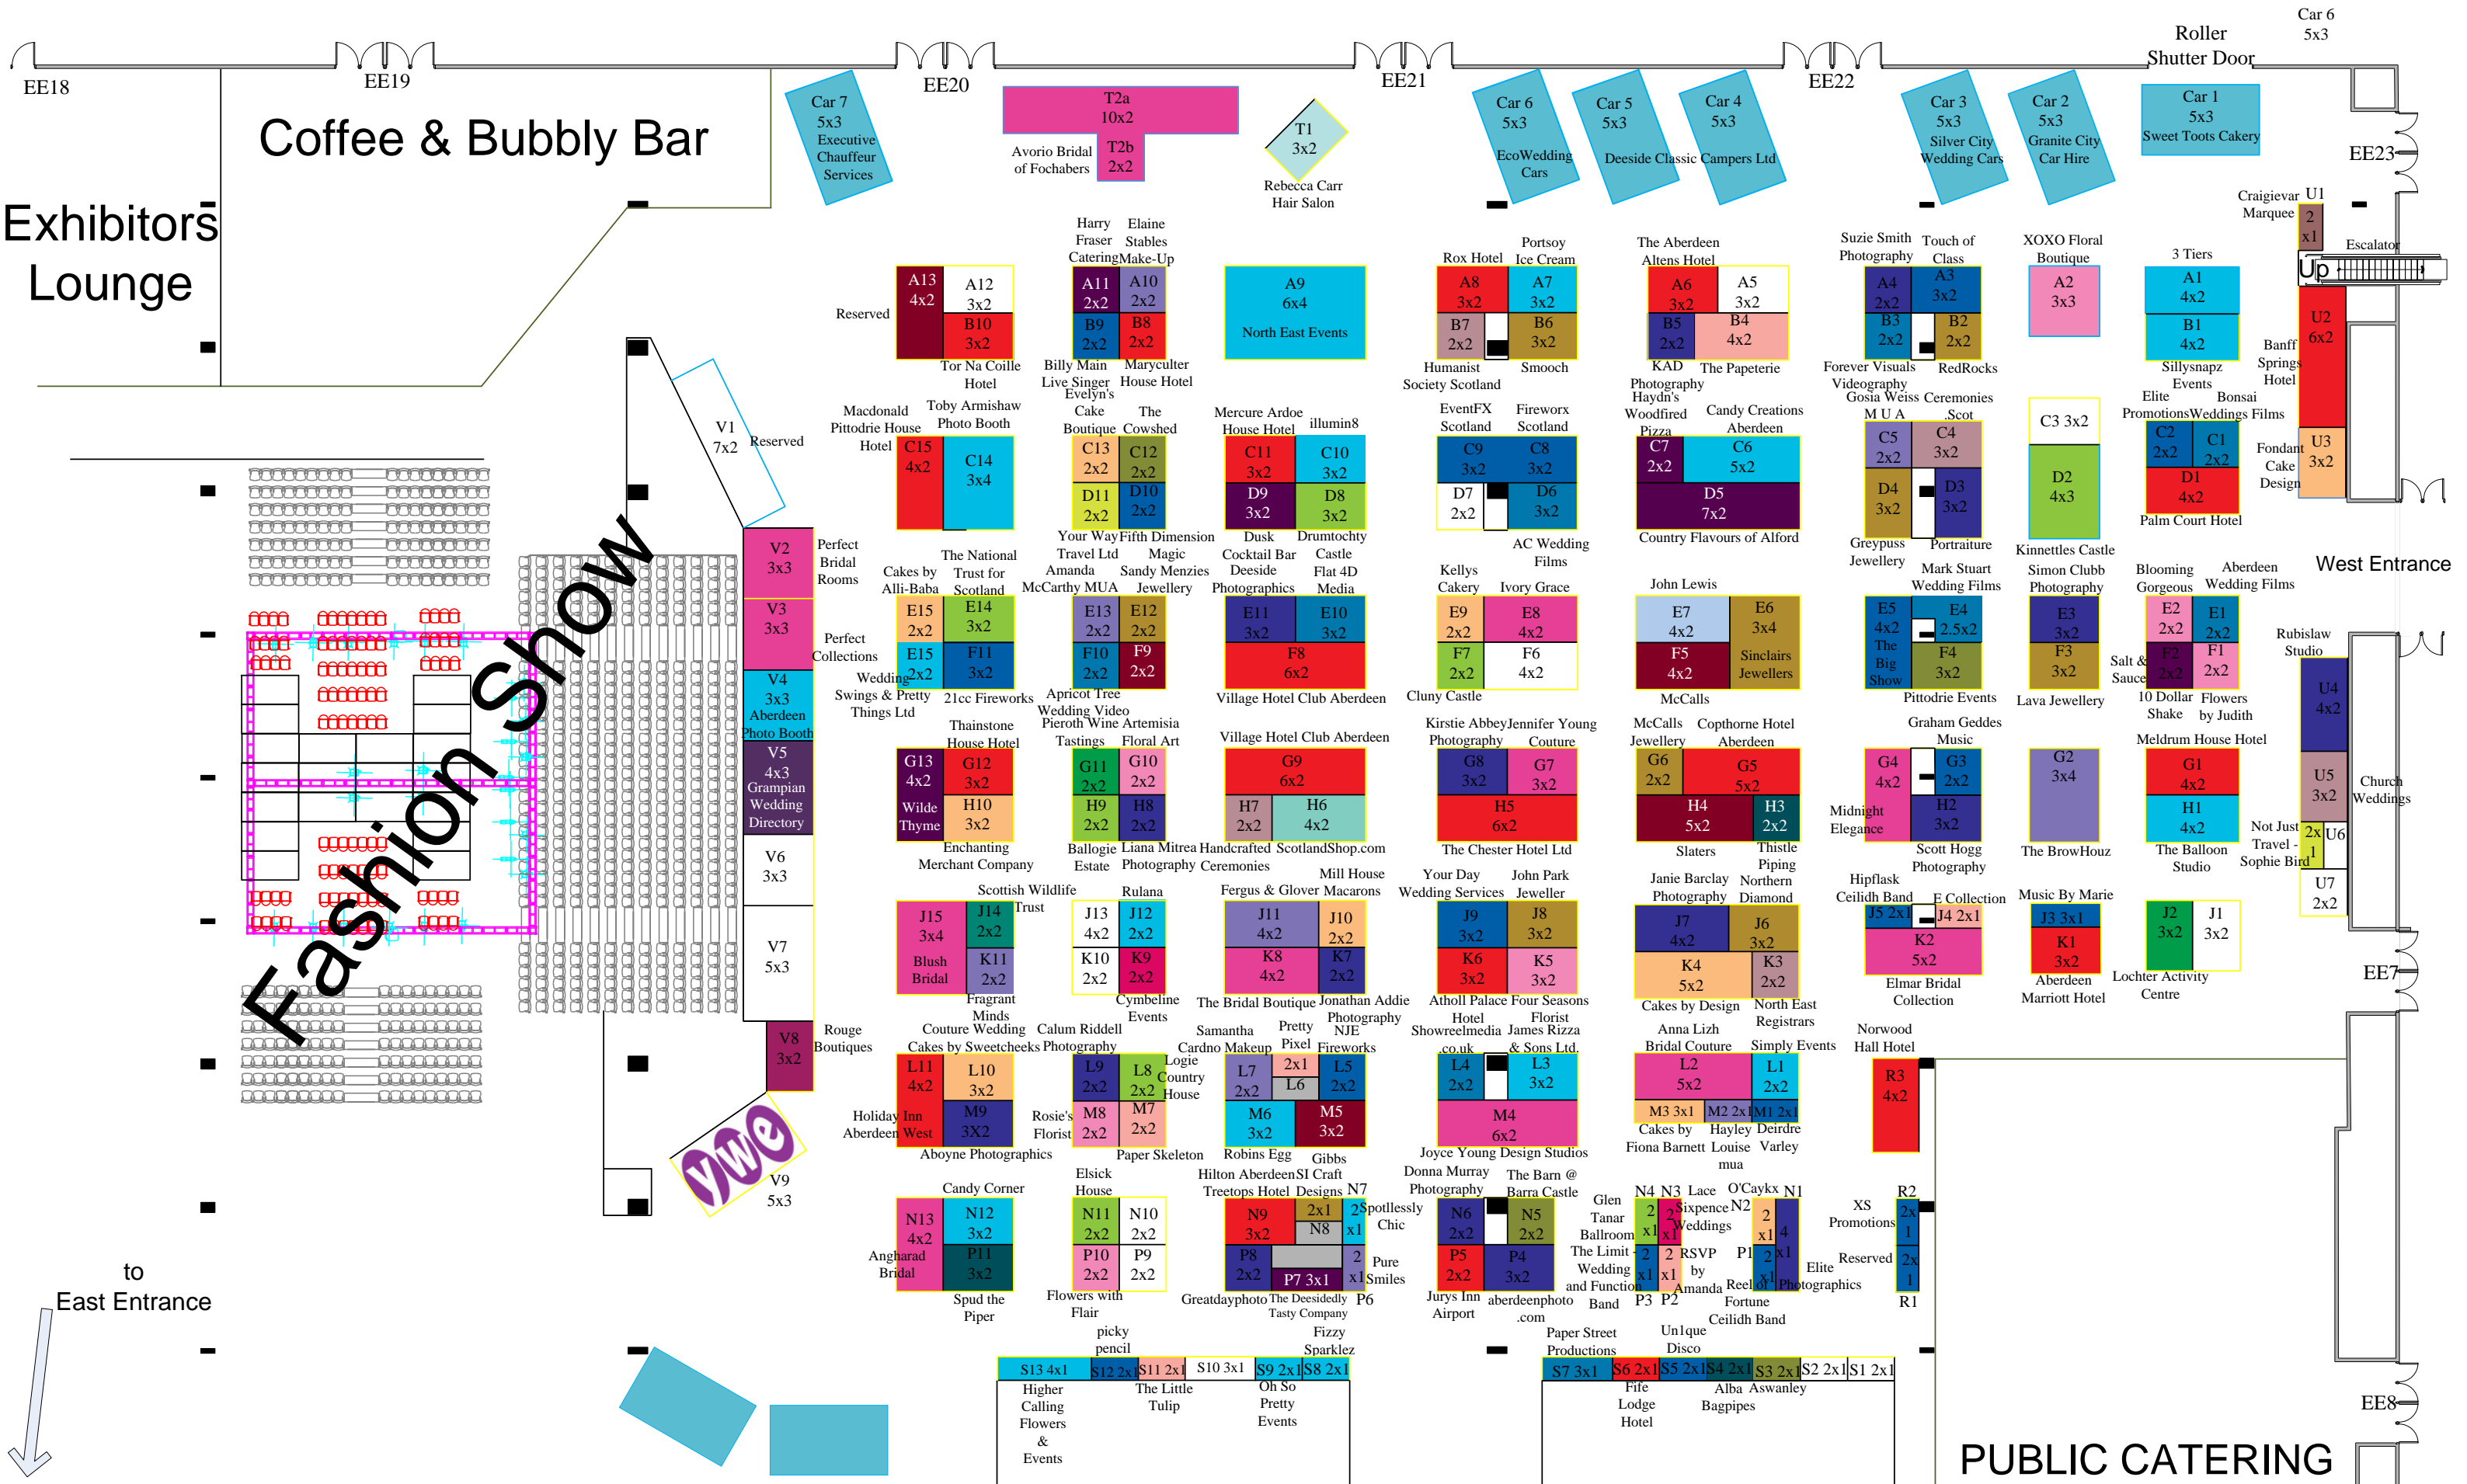 Car 6
5x3
Roller
Shutter Door
EE18
EE19
EE20
EE21
EE22
EE23
Coffee & Bubbly Bar
Exhibitors
Lounge
Car 7
5x3
Executive
Chauffeur
Services
T2a
10x2
T2b
2x2
Avorio Bridal
of Fochabers
T1
3x2
Rebecca Carr
Hair Salon
Car 6
5x3
EcoWedding
Cars
Car 5
5x3
Car 4
5x3
Deeside Classic Campers Ltd
Car 3
5x3
Silver City
Wedding Cars
Car 2
5x3
Granite City
Car Hire
Car 1
5x3
Sweet Toots Cakery
Craigievar
Marquee
U1
2
x1
Escalator
Up
Reserved
A13
4x2
A12
3x2
B10
3x2
Tor Na Coille
Hotel
Harry
Fraser
Catering
Elaine
Stables
Make-Up
A11
2x2
A10
2x2
B9
2x2
B8
2x2
Billy Main
Live Singer
Maryculter
House Hotel
A9
6x4
North East Events
Rox Hotel
Portsoy
Ice Cream
A8
3x2
A7
3x2
B7
2x2
B6
3x2
Humanist
Society Scotland
Smooch
The Aberdeen
Altens Hotel
A6
3x2
A5
3x2
B5
2x2
B4
4x2
KAD
Photography
The Papeterie
Suzie Smith
Photography
Touch of
Class
A4
2x2
A3
3x2
B3
2x2
B2
2x2
Forever Visuals
Videography
RedRocks
XOXO Floral
Boutique
A2
3x3
3 Tiers
A1
4x2
B1
4x2
Sillysnapz
Events
U2
6x2
Banff
Springs
Hotel
V1
7x2
Reserved
Macdonald
Pittodrie House
Hotel
Toby Armishaw
Photo Booth
C15
4x2
C14
3x4
Evelyn's
Cake
Boutique
The
Cowshed
C13
2x2
C12
2x2
D11
2x2
D10
2x2
Your Way
Travel Ltd
Fifth Dimension
Magic
Mercure Ardoe
House Hotel
illumin8
C11
3x2
C10
3x2
D9
3x2
D8
3x2
Dusk
Cocktail Bar
Drumtochty
Castle
EventFX
Scotland
Fireworx
Scotland
C9
3x2
C8
3x2
D7
2x2
D6
3x2
AC Wedding
Films
Haydn's
Woodfired
Pizza
Candy Creations
Aberdeen
C7
2x2
C6
5x2
D5
7x2
Country Flavours of Alford
Gosia Weiss
M U A
Ceremonies
.Scot
C5
2x2
C4
3x2
D4
3x2
D3
3x2
Greypuss
Jewellery
Portraiture
C3 3x2
D2
4x3
Kinnettles Castle
Elite
Promotions
Bonsai
Weddings Films
C2
2x2
C1
2x2
D1
4x2
Palm Court Hotel
U3
3x2
Fondant
Cake
Design
West Entrance
V2
3x3
Perfect
Bridal
Rooms
V3
3x3
Perfect
Collections
V4
3x3
Aberdeen
Photo Booth
V5
4x3
Grampian
Wedding
Directory
V6
3x3
V7
5x3
V8
3x2
Rouge
Boutiques
ywe
V9
5x3
Fashion Show
Cakes by
Alli-Baba
The National
Trust for
Scotland
E15
2x2
E14
3x2
E15
2x2
F11
3x2
Wedding
Swings & Pretty
Things Ltd
21cc Fireworks
Amanda
McCarthy MUA
Sandy Menzies
Jewellery
E13
2x2
E12
2x2
F10
2x2
F9
2x2
Apricot Tree
Wedding Video
Deeside
Photographics
Flat 4D
Media
E11
3x2
E10
3x2
F8
6x2
Village Hotel Club Aberdeen
Kellys
Cakery
Ivory Grace
E9
2x2
E8
4x2
F7
2x2
F6
4x2
Cluny Castle
John Lewis
E7
4x2
E6
3x4
Sinclairs
Jewellers
F5
4x2
McCalls
Mark Stuart
Wedding Films
E5
4x2
The
Big
Show
E4
2.5x2
F4
3x2
Pittodrie Events
Simon Clubb
Photography
E3
3x2
F3
3x2
Lava Jewellery
Blooming
Gorgeous
Aberdeen
Wedding Films
E2
2x2
E1
2x2
F2
2x2
F1
2x2
Salt &
Sauce
10 Dollar
Shake
Flowers
by Judith
Rubislaw
Studio
U4
4x2
U5
3x2
Church
Weddings
Not Just
Travel -
Sophie Bird
2x
1
U6
U7
2x2
Thainstone
House Hotel
G13
4x2
Wilde
Thyme
G12
3x2
H10
3x2
Enchanting
Merchant Company
Pieroth Wine
Tastings
Artemisia
Floral Art
G11
2x2
G10
2x2
H9
2x2
H8
2x2
Ballogie
Estate
Liana Mitrea
Photography
Village Hotel Club Aberdeen
G9
6x2
H7
2x2
H6
4x2
Handcrafted
Ceremonies
ScotlandShop.com
Kirstie Abbey
Photography
Jennifer Young
Couture
G8
3x2
G7
3x2
H5
6x2
The Chester Hotel Ltd
McCalls
Jewellery
Copthorne Hotel
Aberdeen
G6
2x2
G5
5x2
H4
5x2
H3
2x2
Slaters
Thistle
Piping
Graham Geddes
Music
G4
4x2
G3
2x2
H2
3x2
Midnight
Elegance
Scott Hogg
Photography
G2
3x4
The BrowHouz
Meldrum House Hotel
G1
4x2
H1
4x2
The Balloon
Studio
Scottish Wildlife
Trust
J15
3x4
Blush
Bridal
J14
2x2
K11
2x2
Fragrant
Minds
Rulana
J13
4x2
J12
2x2
K10
2x2
K9
2x2
Cymbeline
Events
Fergus & Glover
Mill House
Macarons
J11
4x2
J10
2x2
K8
4x2
K7
2x2
The Bridal Boutique
Jonathan Addie
Photography
Your Day
Wedding Services
John Park
Jeweller
J9
3x2
J8
3x2
K6
3x2
K5
3x2
Atholl Palace
Hotel
Four Seasons
Florist
Janie Barclay
Photography
Northern
Diamond
J7
4x2
J6
3x2
K4
5x2
K3
2x2
Cakes by Design
North East
Registrars
Hipflask
Ceilidh Band
E Collection
J5 2x1
J4 2x1
K2
5x2
Elmar Bridal
Collection
Music By Marie
J3 3x1
K1
3x2
Aberdeen
Marriott Hotel
J2
3x2
J1
3x2
Lochter Activity
Centre
EE7
Couture Wedding
Cakes by Sweetcheeks
L11
4x2
L10
3x2
M9
3X2
Holiday Inn
Aberdeen West
Aboyne Photographics
Calum Riddell
Photography
L9
2x2
L8
2x2
Logie
Country
House
M8
2x2
M7
2x2
Rosie's
Florist
Paper Skeleton
Samantha
Cardno Makeup
Pretty
Pixel
NJE
Fireworks
L7
2x2
2x1
L6
L5
2x2
M6
3x2
M5
3x2
Robins Egg
Gibbs
Showreelmedia
.co.uk
James Rizza
& Sons Ltd.
L4
2x2
L3
3x2
M4
6x2
Joyce Young Design Studios
Anna Lizh
Bridal Couture
Simply Events
L2
5x2
L1
2x2
M3 3x1
M2 2x1
M1 2x1
Cakes by
Fiona Barnett
Hayley
Louise
mua
Deirdre
Varley
Norwood
Hall Hotel
R3
4x2
Candy Corner
N13
4x2
N12
3x2
P11
3x2
Angharad
Bridal
Spud the
Piper
Elsick
House
N11
2x2
N10
2x2
P10
2x2
P9
2x2
Flowers with
Flair
Hilton Aberdeen
Treetops Hotel
SI Craft
Designs
N7
N9
3x2
2x1
N8
2
x1
Spotlessly
Chic
P8
2x2
P7 3x1
2
x1
Pure
Smiles
Greatdayphoto
The Deesidedly
Tasty Company
P6
Donna Murray
Photography
The Barn @
Barra Castle
N6
2x2
N5
2x2
P5
2x2
P4
3x2
Jurys Inn
Airport
aberdeenphoto
.com
Glen
Tanar
Ballroom
N4
N3
2
x1
2
x1
Lace
Sixpence
Weddings
The Limit -
Wedding
and Function
Band
2
x1
2
x1
RSVP
by
Amanda
P3
P2
O'Caykx
N2
N1
2
x1
4
x1
P1
2
x1
Elite
Photographics
Reel of
Fortune
Ceilidh Band
XS
Promotions
R2
2x
1
Reserved
2x
1
R1
to
East Entrance
picky
pencil
Fizzy
Sparklez
S13 4x1
S12 2x1
S11 2x1
S10 3x1
S9 2x1
S8 2x1
Higher
Calling
Flowers
&
Events
The Little
Tulip
Oh So
Pretty
Events
Paper Street
Productions
Un1que
Disco
S7 3x1
S6 2x1
S5 2x1
S4 2x1
S3 2x1
S2 2x1
S1 2x1
Fife
Lodge
Hotel
Alba
Bagpipes
Aswanley
EE8
PUBLIC CATERING